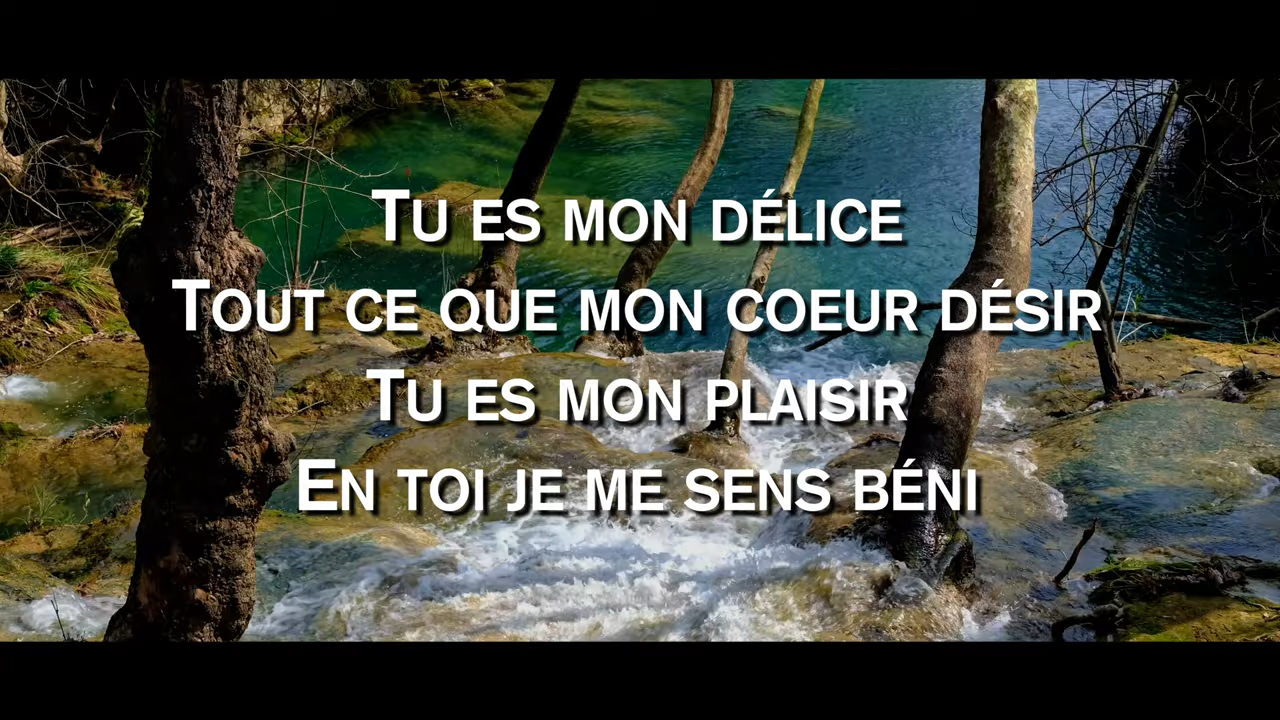 Tu es mon délice
Tout ce que mon coeur désir
Tu es mon plaisir
En toi je me sens béni